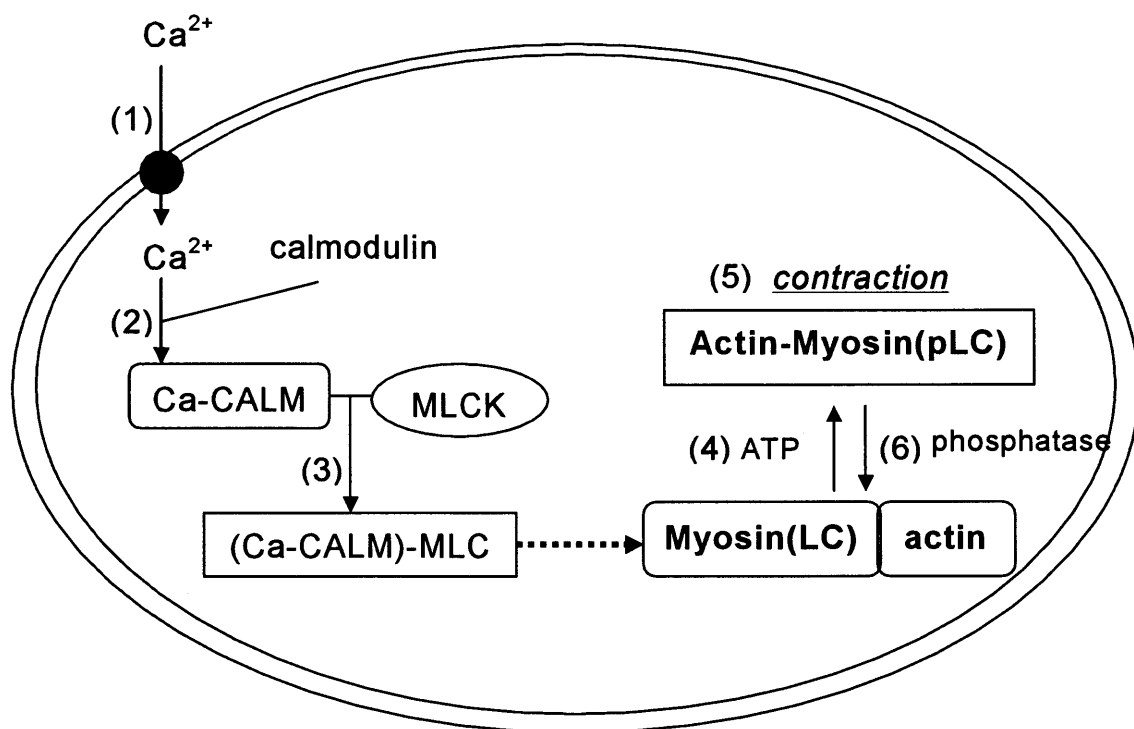 Ca²⁺
(1)
Ca²⁺
calmodulin
(2)
Ca-CALM
MLCK
(3)
(Ca-CALM)-MLC
(5) contraction
Actin-Myosin(pLC)
(4) ATP
(6) phosphatase
Myosin(LC)
actin